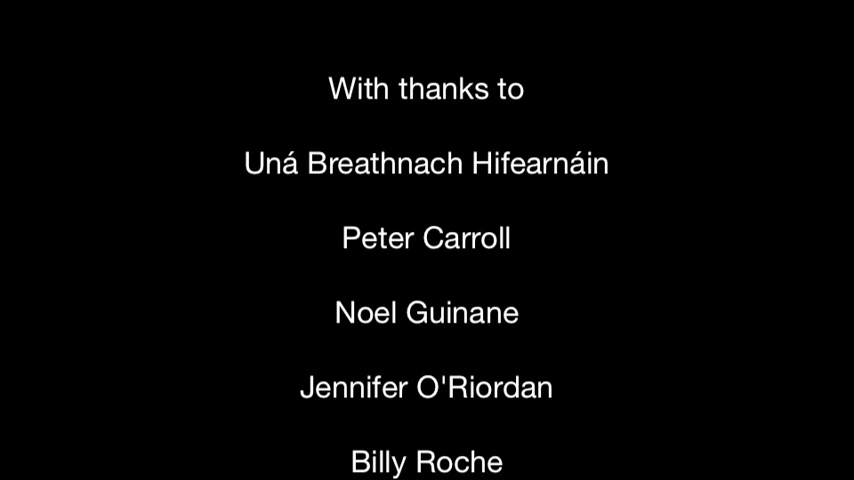 With thanks to
Uná Breathnach Hifearnáin
Peter Carroll
Noel Guinane
Jennifer O'Riordan
Billy Roche